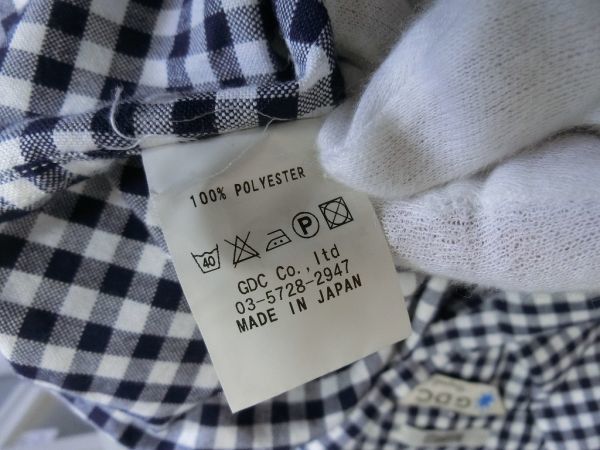 100% POLYESTER
40
P
GDC Co.,ltd
03-5728-2947
MADE IN JAPAN
GDC